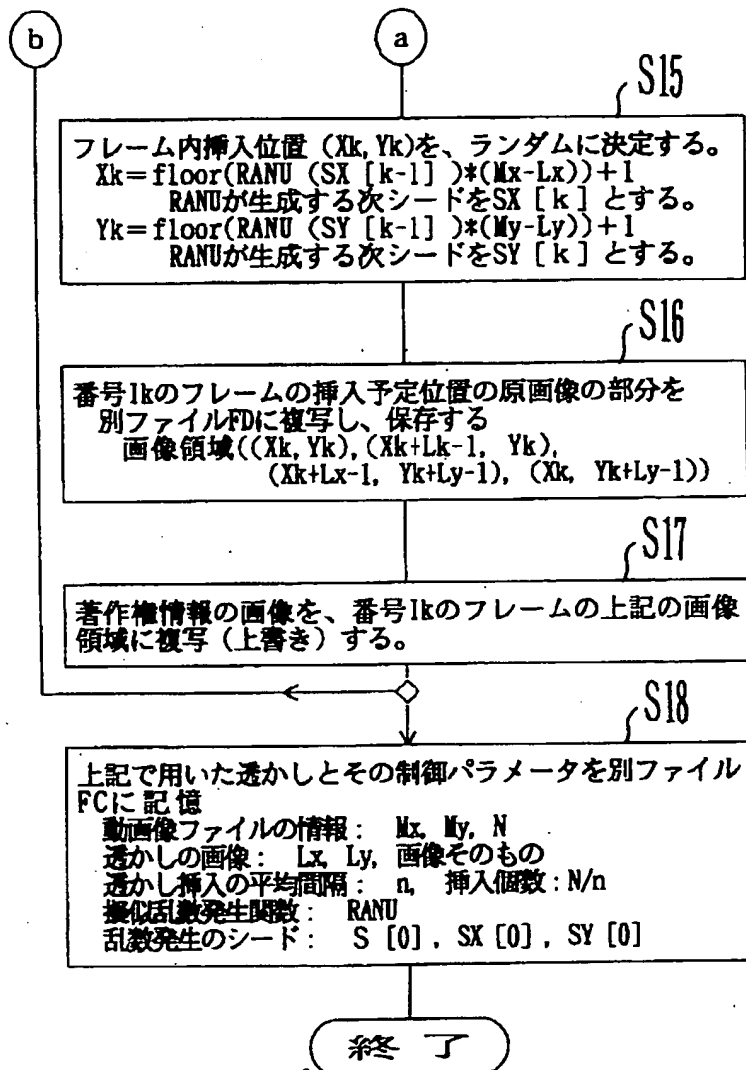 b
a
S15
フレーム内挿入位置 (Xk, Yk)を、ランダムに決定する。
Xk=floor(RANU (SX [k-1] )*(Mx-Lx))+1
RANUが生成する次シードをSX [k] とする。
Yk=floor(RANU (SY [k-1] )*(My-Ly))+1
RANUが生成する次シードをSY [k] とする。
S16
番号Ikのフレームの挿入予定位置の原画像の部分を
別ファイルFDに複写し、保存する
画像領域((Xk, Yk), (Xk+Lk-1, Yk),
(Xk+Lx-1, Yk+Ly-1), (Xk, Yk+Ly-1))
S17
著作権情報の画像を、番号Ikのフレームの上記の画像
領域に複写(上書き)する。
S18
上記で用いた透かしとその制御パラメータを別ファイル
FCに記憶
動画像ファイルの情報: Mx, My, N
透かしの画像: Lx, Ly, 画像そのもの
透かし挿入の平均間隔: n, 挿入個数:N/n
擬似乱数発生関数: RANU
乱数発生のシード: S [0] , SX [0] , SY [0]
終了